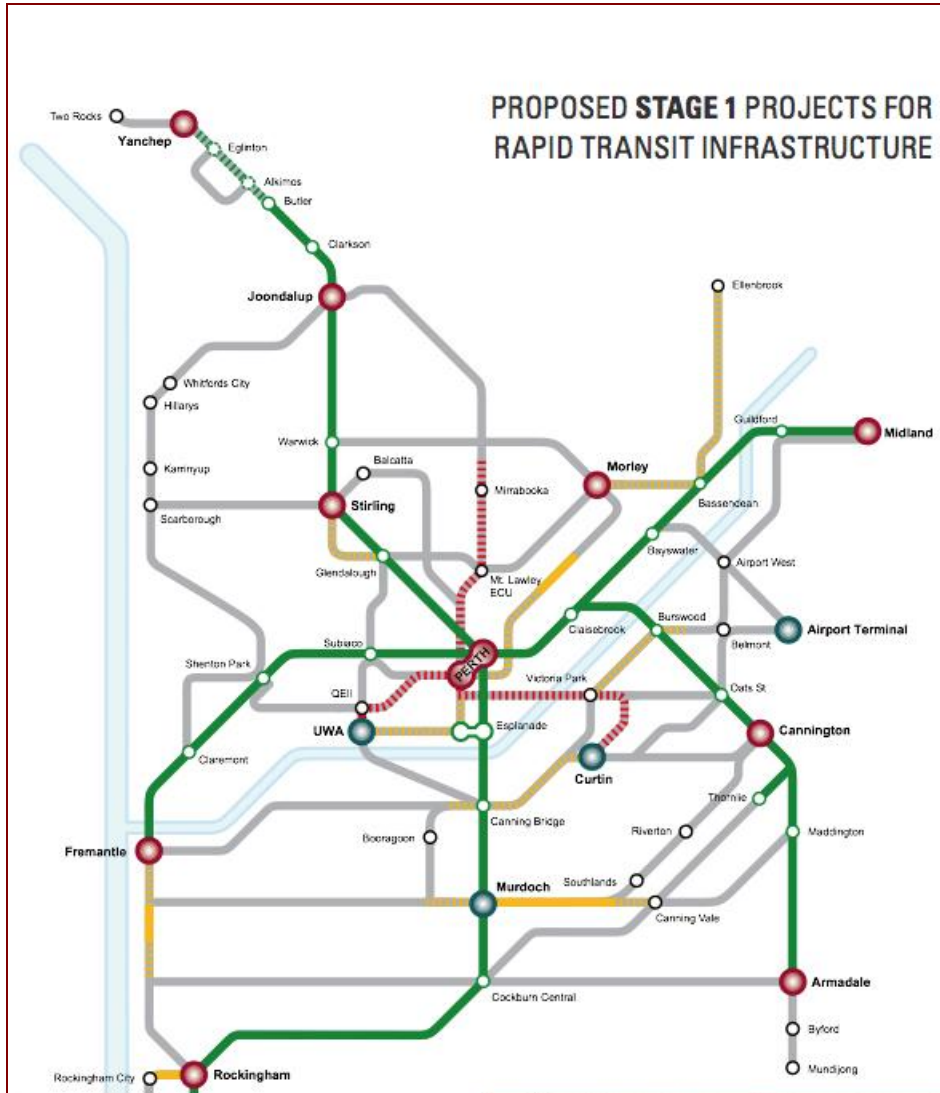 PROPOSED STAGE 1 PROJECTS FOR
RAPID TRANSIT INFRASTRUCTURE
Two Rocks
Yanchep
Eglinton
Alkimos
Butler
Clarkson
Joondalup
Ellenbrook
Whitfords City
Hillarys
Guildford
Midland
Warwick
Balcatta
Morley
Karrinyup
Mirrabooka
Bassendean
Stirling
Scarborough
Bayswater
Glendalough
Mt. Lawley
ECU
Airport West
Claisebrook
Burswood
Airport Terminal
Belmont
Subiaco
PERTH
Shenton Park
Victoria Park
QEII
Oats St
UWA
Esplanade
Cannington
Claremont
Curtin
Thornlie
Canning Bridge
Booragoon
Riverton
Maddington
Fremantle
Murdoch
Southlands
Canning Vale
Armadale
Cockburn Central
Byford
Mundijong
Rockingham City
Rockingham